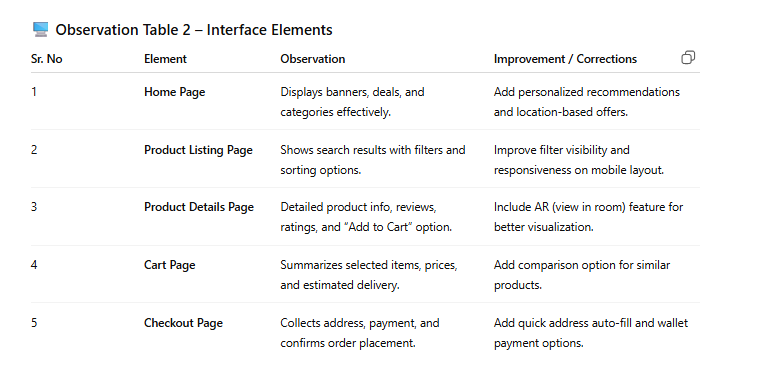 Observation Table 2 – Interface Elements
Sr. No Element Observation Improvement / Corrections
1 Home Page Displays banners, deals, and categories effectively. Add personalized recommendations and location-based offers.
2 Product Listing Page Shows search results with filters and sorting options. Improve filter visibility and responsiveness on mobile layout.
3 Product Details Page Detailed product info, reviews, ratings, and “Add to Cart” option. Include AR (view in room) feature for better visualization.
4 Cart Page Summarizes selected items, prices, and estimated delivery. Add comparison option for similar products.
5 Checkout Page Collects address, payment, and confirms order placement. Add quick address auto-fill and wallet payment options.